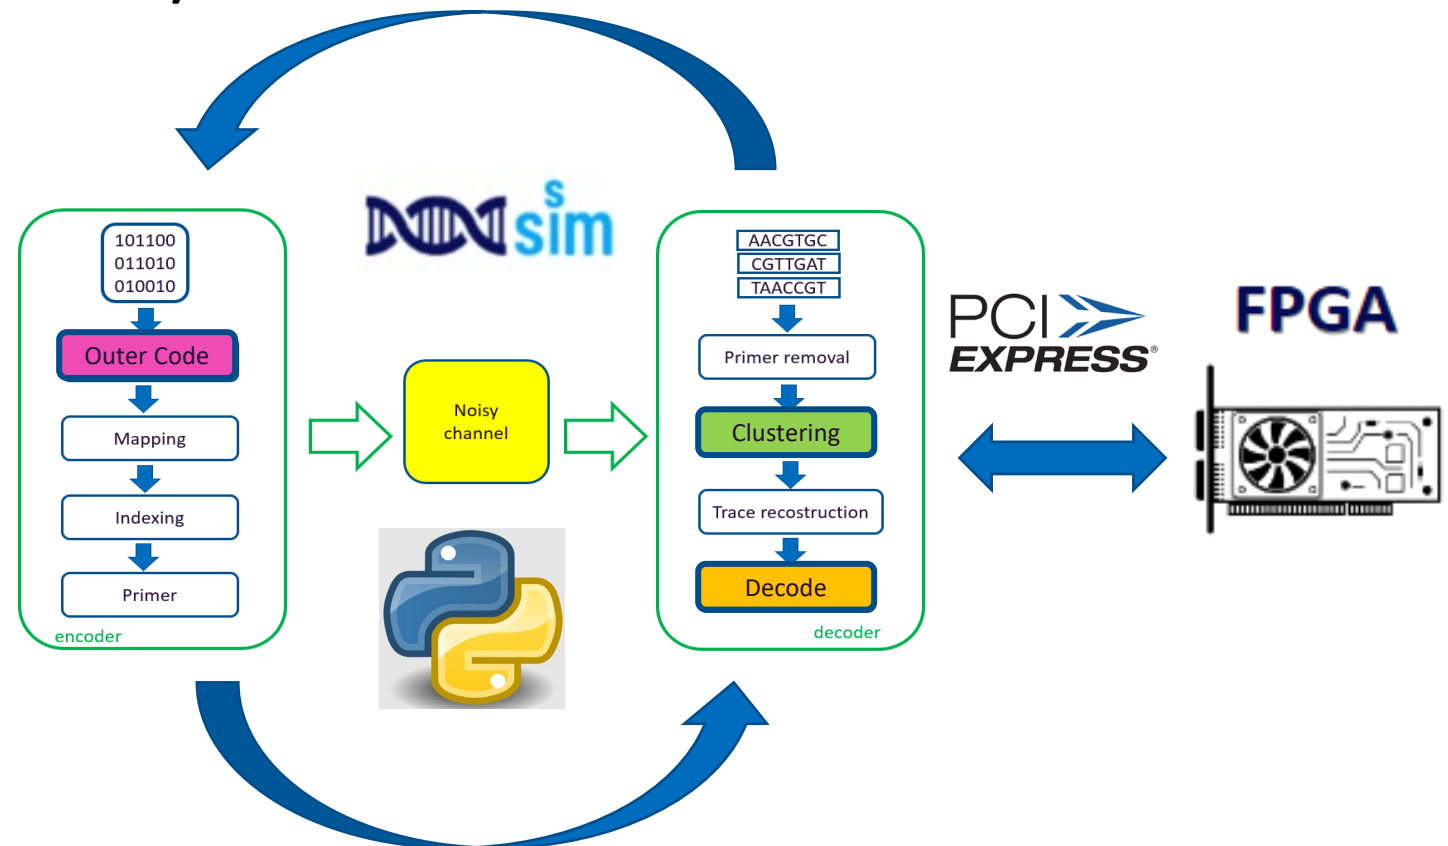 101100
011010
010010
Outer Code
Mapping
Indexing
Primer
encoder
s
sim
Noisy
channel
AACGTGC
CGTTGAT
TAACCGT
Primer removal
Clustering
Trace recostruction
Decode
decoder
PCI
EXPRESS®
FPGA